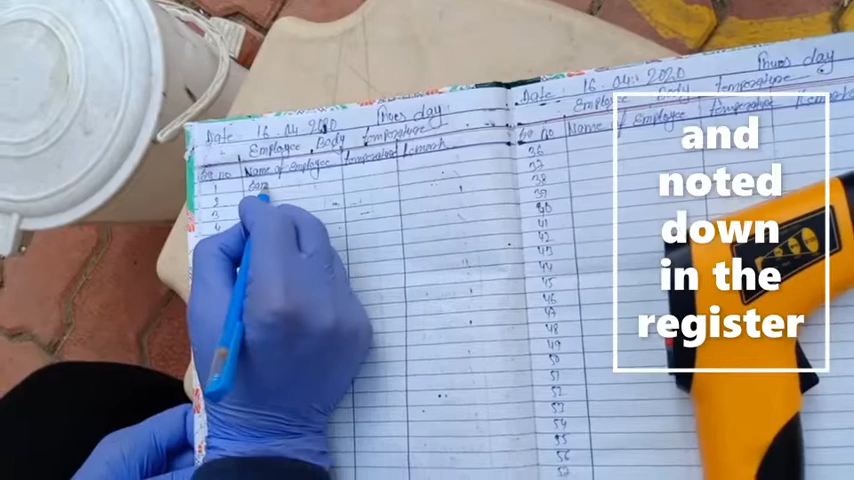 Date: 16.04.2020 Thurs day
Employee Body Temperature
Sr no Name of Employee Temperature Remark
1
2
3
4
Date: 16.04.2020 Thurs day
Employee Body Temperature
Sr no Name of Employee Temperature Remark
36
37
38
39
40
41
42
43
44
45
46
47
48
49
50
51
52
53
54
55
56
57
and
noted
down
in the
register